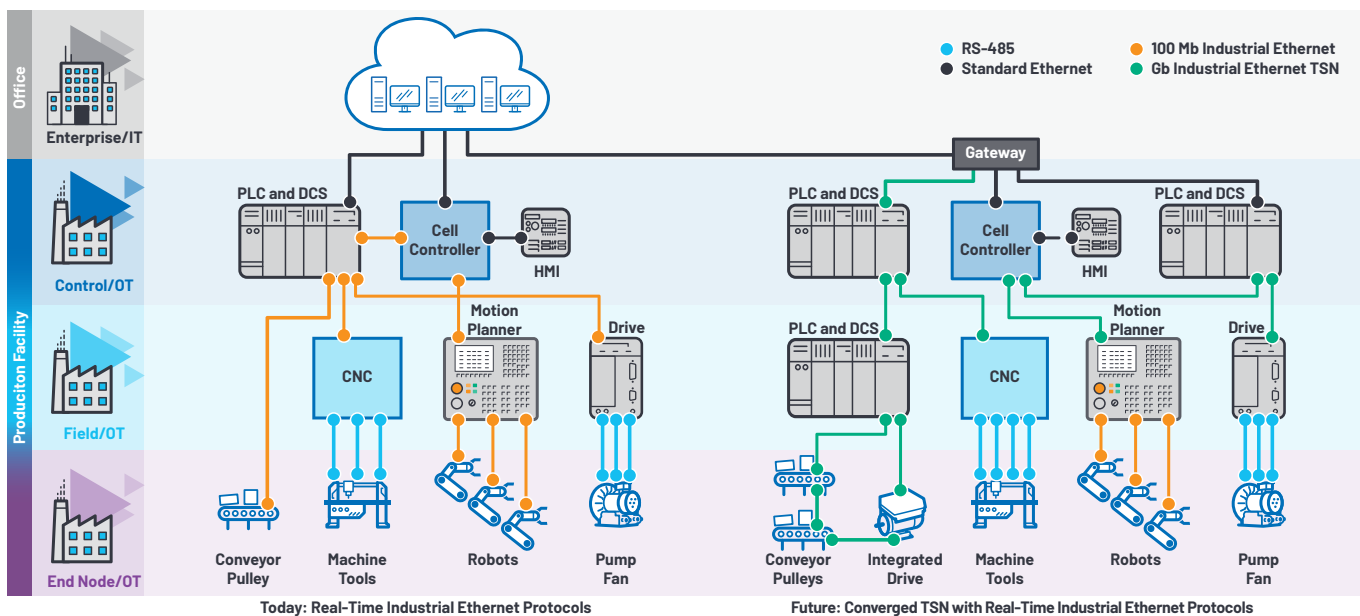 Office
Enterprise/IT
RS-485
100 Mb Industrial Ethernet
Standard Ethernet
Gb Industrial Ethernet TSN
Gateway
Produciton Facility
Control/OT
PLC and DCS
Cell
Controller
HMI
PLC and DCS
Cell
Controller
HMI
PLC and DCS
Field/OT
CNC
Motion
Planner
Drive
PLC and DCS
CNC
Motion
Planner
Drive
End Node/OT
Conveyor
Pulley
Machine
Tools
Robots
Pump
Fan
Conveyor
Pulleys
Integrated
Drive
Machine
Tools
Robots
Pump
Fan
Today: Real-Time Industrial Ethernet Protocols
Future: Converged TSN with Real-Time Industrial Ethernet Protocols